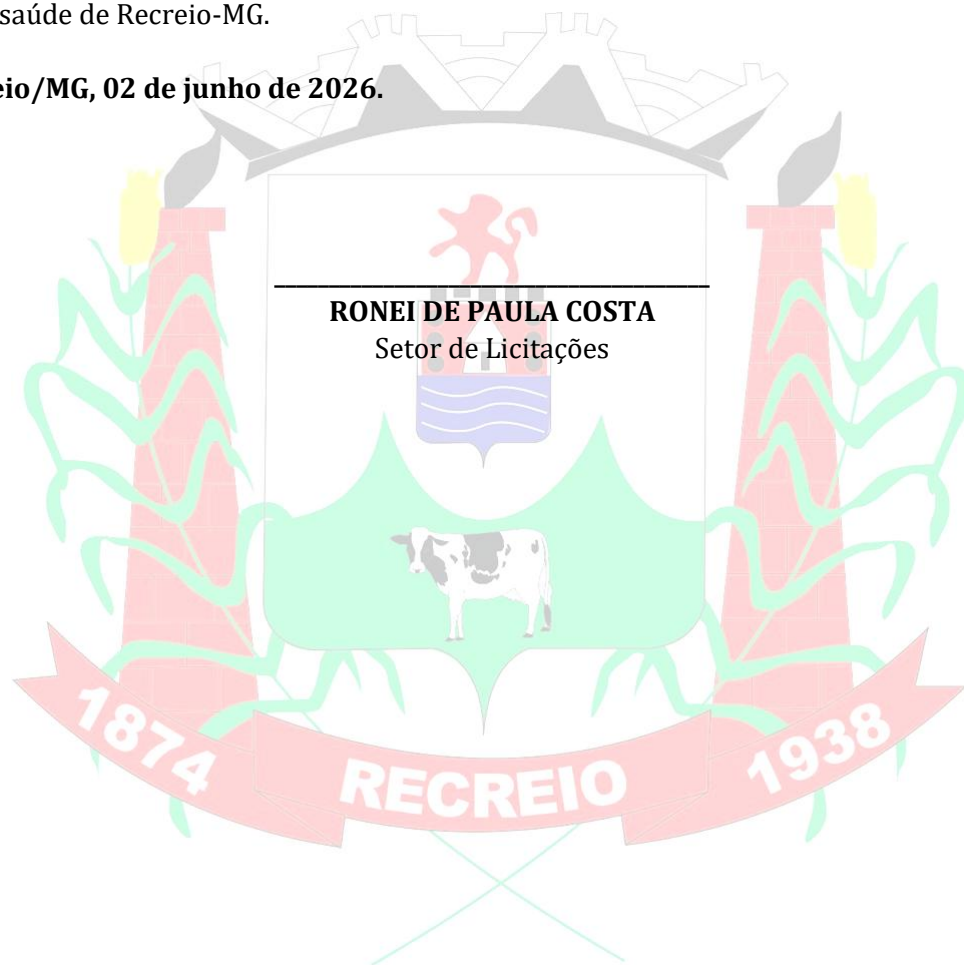 saúde de Recreio-MG.
eio/MG, 02 de junho de 2026.
RONEI DE PAULA COSTA
Setor de Licitações
1874
RECREIO
1938